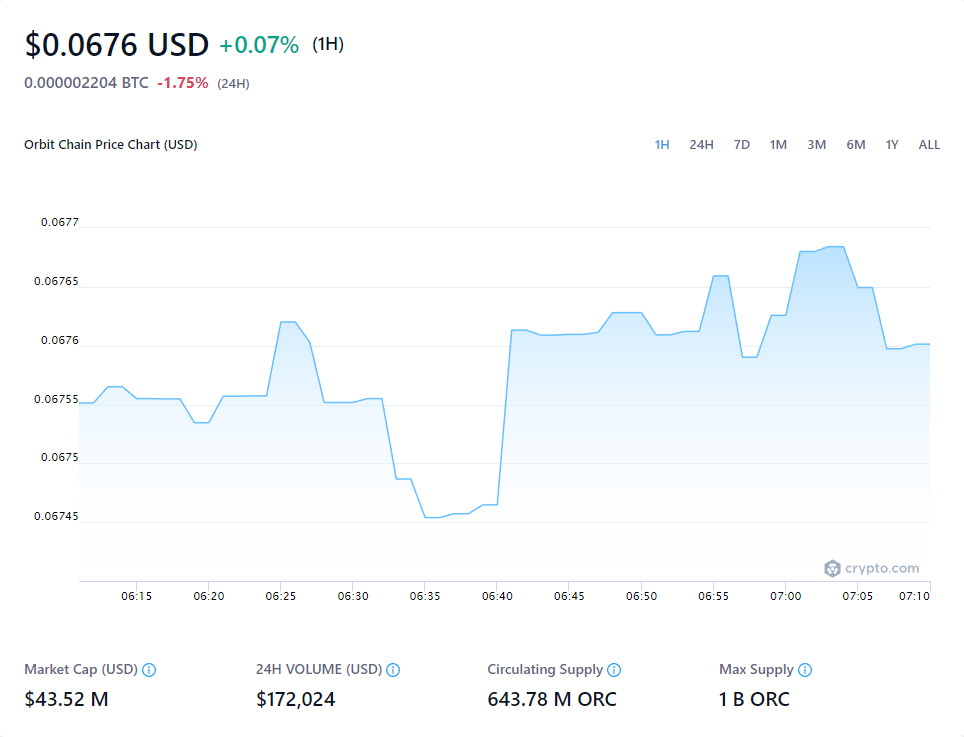 $0.0676 USD +0.07% (1H)
0.000002204 BTC -1.75% (24H)
Orbit Chain Price Chart (USD) 1H 24H 7D 1M 3M 6M 1Y ALL
0.0677
0.06765
0.0676
0.06755
0.0675
0.06745
crypto.com
06:15 06:20 06:25 06:30 06:35 06:40 06:45 06:50 06:55 07:00 07:05 07:10
Market Cap (USD) 24H VOLUME (USD) Circulating Supply Max Supply
$43.52 M $172,024 643.78 M ORC 1 B ORC